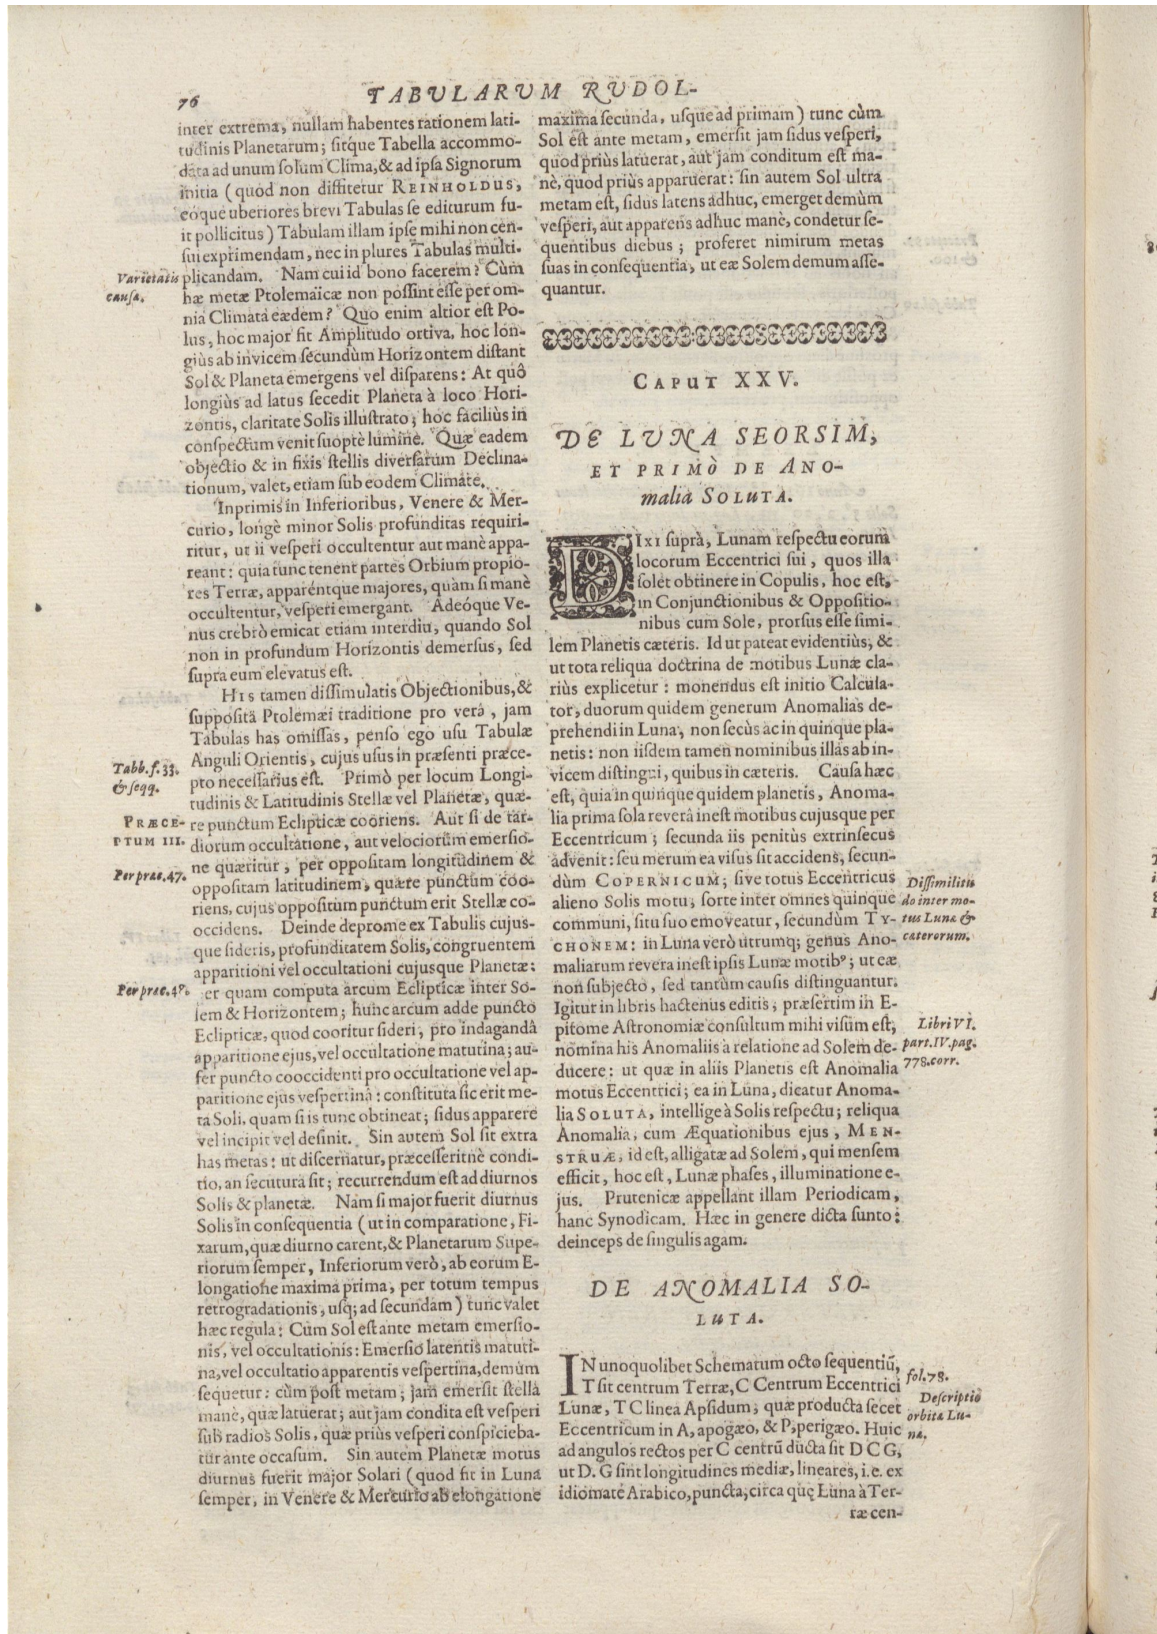 76
TABULARUM RUDOL-
inter extrema, nullam habentes rationem lati-
tudinis Planetarum; sitque Tabella accommo-
data ad unum solum Clima, & ad ipsa Signorum
initia (quod non diffitetur REINHOLDUS,
eoque uberiores brevi Tabulas se editurum fu-
it pollicitus) Tabulam illam ipse mihi non cen-
sui exprimendam, nec in plures Tabulas multi-
Varietatis
causa.
plicandam. Nam cui id bono facerem? Cùm
hæ metæ Ptolemaïcæ non possint esse per om-
nia Climata eædem? Quo enim altior est Po-
lus, hoc major fit Amplitudo ortiva, hoc lon-
giùs ab invicem secundùm Horizontem distant
Sol & Planeta emergens vel disparens: At quô
longiùs ad latus secedit Planeta à loco Hori-
zontis, claritate Solis illustrato; hoc faciliùs in
conspectum venit suoptè lumine. Quæ eadem
objectio & in fixis stellis diversarum Declina-
tionum, valet, etiam sub eodem Climate.
Inprimis in Inferioribus, Venere & Mer-
curio, longè minor Solis profunditas requiri-
ritur, ut ii vesperi occultentur aut manè appa-
reant: quia tunc tenent partes Orbium propio-
res Terræ, apparéntque majores, quàm si manè
occultentur, vesperi emergant. Adeóque Ve-
nus crebrò emicat etiam interdiu, quando Sol
non in profundum Horizontis demersus, sed
supra eum elevatus est.
HIS tamen dissimulatis Objectionibus, &
suppositâ Ptolemæi traditione pro verâ, jam
Tabulas has omissas, penso ego usu Tabulæ
Tabb. f. 33.
& seqq.
Anguli Orientis, cujus usus in præsenti præce-
pto necessarius est. Primò per locum Longi-
tudinis & Latitudinis Stellæ vel Planetæ, quæ-
PRÆCE-
PTUM III.
re punctum Eclipticæ cooriens. Aut si de tar-
diorum occultatione, aut velociorum emersio-
Per præc. 47.
ne quæritur, per oppositam longitudinem &
oppositam latitudinem, quære punctum coo-
riens, cujus oppositum punctum erit Stellæ co-
occidens. Deinde deprome ex Tabulis cujus-
que sideris, profunditatem Solis, congruentem
apparitioni vel occultationi cujusque Planetæ:
Per præc.
er quam computa arcum Eclipticæ inter So-
lem & Horizontem; hunc arcum adde puncto
Eclipticæ, quod cooritur sideri, pro indagandâ
apparitione ejus, vel occultatione matutina; au-
fer puncto cooccidenti pro occultatione vel ap-
paritione ejus vespertinâ: constituta sic erit me-
ta Soli, quam si is tunc obtineat; sidus apparere
vel incipit vel desinit. Sin autem Sol sit extra
has metas: ut discernatur, præcesseritnè condi-
tio, an secutura sit; recurrendum est ad diurnos
Solis & planetæ. Nam si major fuerit diurnus
Solis in consequentia (ut in comparatione, Fi-
xarum, quæ diurno carent, & Planetarum Supe-
riorum semper, Inferiorum verò, ab eorum E-
longatione maxima prima, per totum tempus
retrogradationis, usq; ad secundam) tunc valet
hæc regula: Cùm Sol est ante metam emersio-
nis, vel occultationis: Emersio latentis matuti-
na, vel occultatio apparentis vespertina, demùm
sequetur: cùm post metam; jam emersit stella
manè, quæ latuerat; aut jam condita est vesperi
sub radios Solis, quæ prius vesperi conspicieba-
tur ante occasum. Sin autem Planetæ motus
diurnus fuerit major Solari (quod fit in Luna
semper, in Venere & Mercurio ab elongatione
maxima secunda, usque ad primam) tunc cùm
Sol est ante metam, emersit jam sidus vesperi,
quod priùs latuerat, aut jam conditum est ma-
nè, quod priùs apparuerat: sin autem Sol ultra
metam est, sidus latens adhuc, emerget demùm
vesperi, aut apparens adhuc manè, condetur se-
quentibus diebus; proferet nimirum metas
suas in consequentia, ut eæ Solem demum asse-
quantur.
CAPUT XXV.
DE LUNA SEORSIM,
ET PRIMÒ DE ANO-
malia SOLUTA.
DIXI suprà, Lunam respectu eorum
locorum Eccentrici sui, quos illa
solet obtinere in Copulis, hoc est,
in Conjunctionibus & Oppositio-
nibus cum Sole, prorsus esse simi-
lem Planetis cæteris. Id ut pateat evidentiùs, &
ut tota reliqua doctrina de motibus Lunæ cla-
riùs explicetur: monendus est initio Calcula-
tor, duorum quidem generum Anomalias de-
prehendi in Luna, non secùs ac in quinque pla-
netis: non iisdem tamen nominibus illas ab in-
vicem distingui, quibus in cæteris. Causa hæc
est, quia in quinque quidem planetis, Anoma-
lia prima sola reverâ inest motibus cujusque per
Eccentricum; secunda iis penitùs extrinsecus
advenit: seu merum ea visus sit accidens, secun-
dùm COPERNICUM; sive totus Eccentricus
alieno Solis motu, sorte inter omnes quinque
communi, situ suo emoveatur, secundùm TY-
CHONEM: in Luna verò utrumq; genus Ano-
Dissimilitu
do inter mo-
tus Lunæ &
cæterorum.
maliarum revera inest ipsis Lunæ motib⁹; ut eæ
non subjecto, sed tantùm causis distinguantur.
Igitur in libris hactenus editis; præsertim in E-
pitome Astronomiæ consultum mihi visum est,
Libri VI.
part. IV. pag.
778. corr.
nomina his Anomaliis à relatione ad Solem de-
ducere: ut quæ in aliis Planetis est Anomalia
motus Eccentrici; ea in Luna, dicatur Anoma-
lia SOLUTA, intellige à Solis respectu; reliqua
Anomalia, cum Æquationibus ejus, MEN-
STRUÆ, id est, alligatæ ad Solem, qui mensem
efficit, hoc est, Lunæ phases, illuminatione e-
jus. Prutenicæ appellant illam Periodicam,
hanc Synodicam. Hæc in genere dicta sunto:
deinceps de singulis agam.
DE ANOMALIA SO-
LUTA.
IN unoquolibet Schematum octo sequentiũ,
fol. 78.
T sit centrum Terræ, C Centrum Eccentrici
Descriptio
orbitæ Lu-
næ.
Lunæ, T C linea Apsidum; quæ producta secet
Eccentricum in A, apogæo, & P, perigæo. Huic
ad angulos rectos per C centrũ ducta sit D C G,
ut D. G sint longitudines mediæ, lineares, i.e. ex
idiomate Arabico, puncta, circa quę Luna à Ter-
ræ cen-